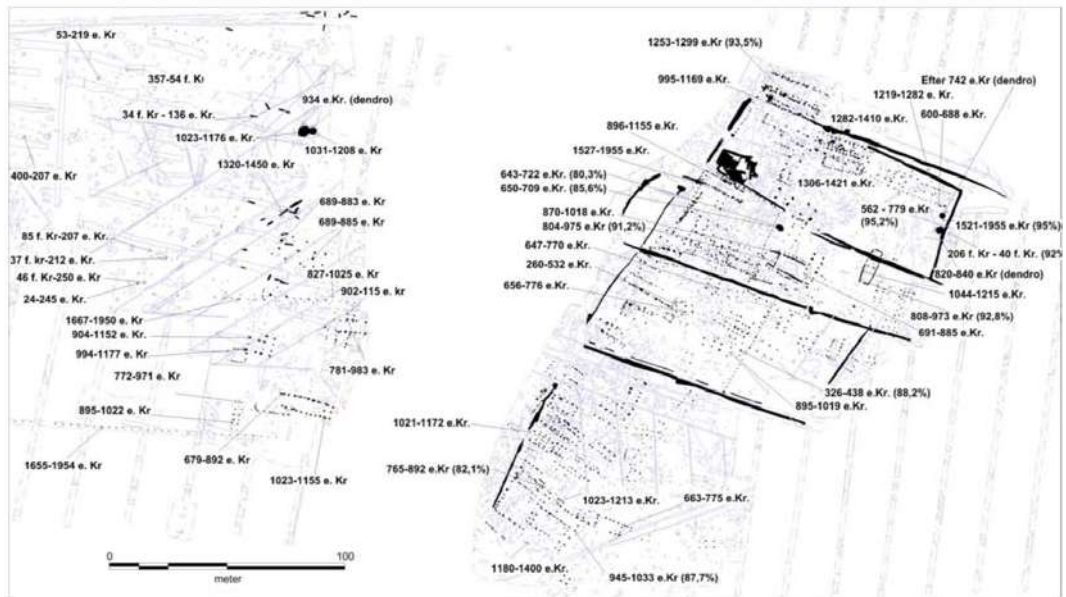 53-219 e. Kr
357-54 f. K
34 f. Kr - 136 e. Kr.
934 e.Kr. (dendro)
1023-1176 e. Kr.
1031-1208 e. Kr
1320-1450 e. Kr
400-207 e.Kr
689-883 e. Kr
689-885 e. Kr
85 f. Kr-207 e. Kr.
37 f. kr-212 e. Kr.
46 f. Kr-250 e. Kr.
24-245 e. Kr.
827-1025 e. Kr
902-115 e. kr
1667-1950 e. Kr.
904-1152 e. Kr.
994-1177 e. Kr
772-971 e. Kr
781-983 e. Kr
895-1022 e. Kr
1655-1954 e. Kr
679-892 e. Kr
1023-1155 e. Kr
0 100
meter
1253-1299 e.Kr (93,5%)
995-1169 e.Kr.
Efter 742 e.Kr (dendro)
1219-1282 e. Kr.
600-688 e.Kr.
1282-1410 e.Kr.
896-1155 e.Kr.
1527-1955 e.Kr.
643-722 e.Kr. (80,3%)
650-709 e.Kr. (85,6%)
1306-1421 e.Kr.
562 - 779 e.Kr
(95,2%)
870-1018 e.Kr.
804-975 e.Kr. (91,2%)
1521-1955 e.Kr (95%)
647-770 e.Kr.
206 f. Kr - 40 f. Kr. (92%
260-532 e.Kr.
820-840 e.Kr (dendro)
656-776 e.Kr.
1044-1215 e.Kr.
808-973 e.Kr (92,8%)
691-885 e.Kr.
326-438 e.Kr. (88,2%)
895-1019 e.Kr.
1021-1172 e.Kr.
765-892 e.Kr (82,1%)
1023-1213 e.Kr.
663-775 e.Kr.
1180-1400 e.Kr.
945-1033 e.Kr (87,7%)